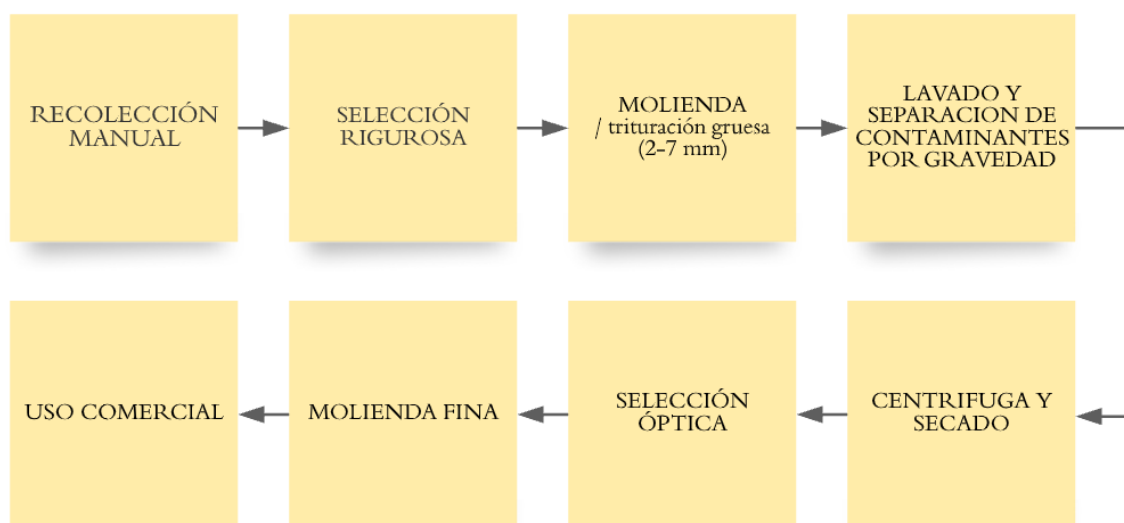 RECOLECCIÓN
MANUAL
SELECCIÓN
RIGUROSA
MOLIENDA
/ trituración gruesa
(2-7 mm)
LAVADO Y
SEPARACION DE
CONTAMINANTES
POR GRAVEDAD
CENTRIFUGA Y
SECADO
SELECCIÓN
ÓPTICA
MOLIENDA FINA
USO COMERCIAL